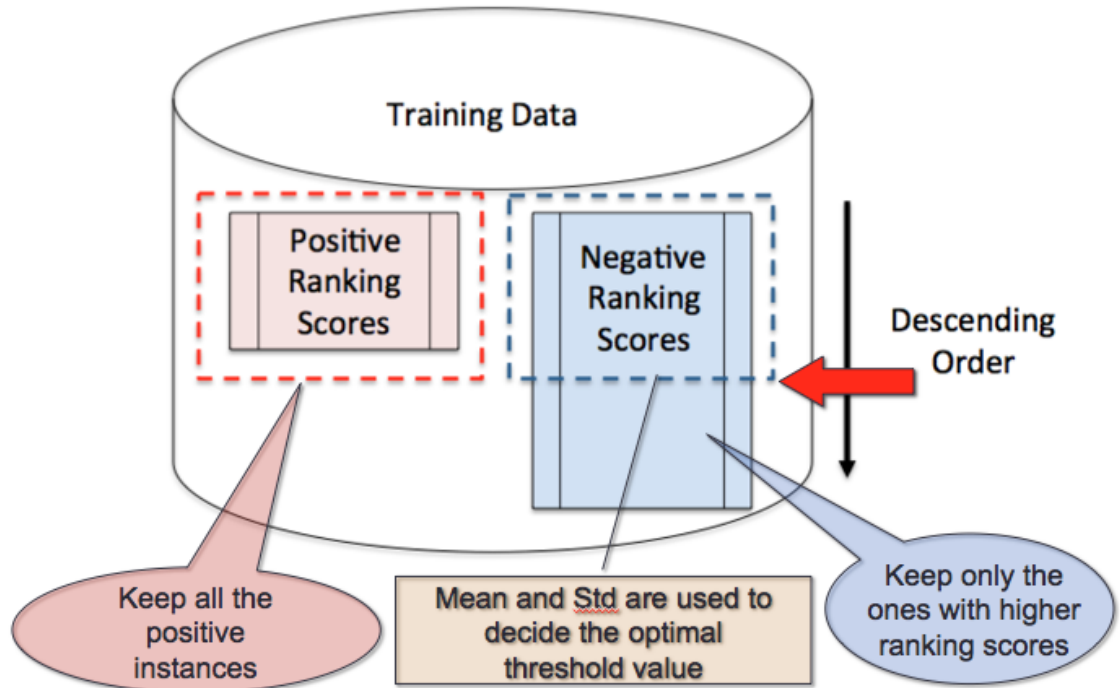 Training Data
Positive
Ranking
Scores
Negative
Ranking
Scores
Descending
Order
Keep all the
positive
instances
Mean and Std are used to
decide the optimal
threshold value
Keep only the
ones with higher
ranking scores